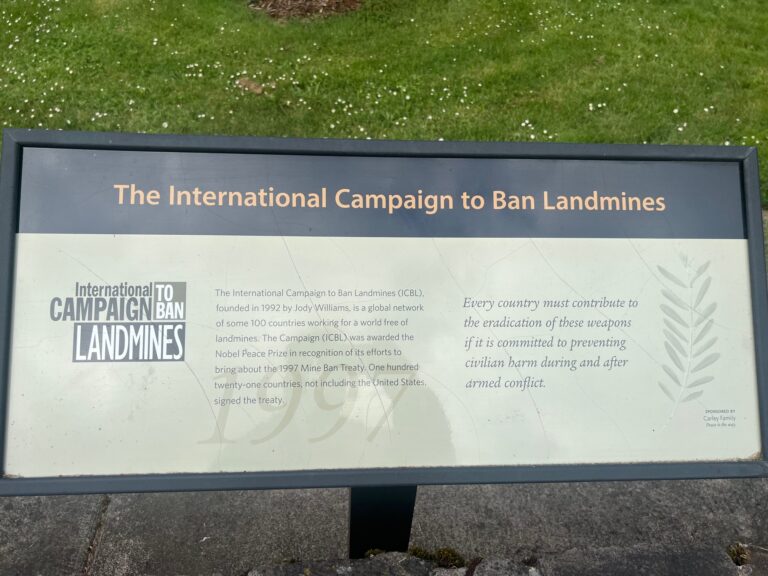 The International Campaign to Ban Landmines
International
CAMPAIGN
TO
BAN
LANDMINES
The International Campaign to Ban Landmines (ICBL),
founded in 1992 by Jody Williams, is a global network
of some 100 countries working for a world free of
landmines. The Campaign (ICBL) was awarded the
Nobel Peace Prize in recognition of its efforts to
bring about the 1997 Mine Ban Treaty. One hundred
twenty-one countries, not including the United States,
signed the treaty.
1997
Every country must contribute to
the eradication of these weapons
if it is committed to preventing
civilian harm during and after
armed conflict.
SPONSORED BY
Carley Family